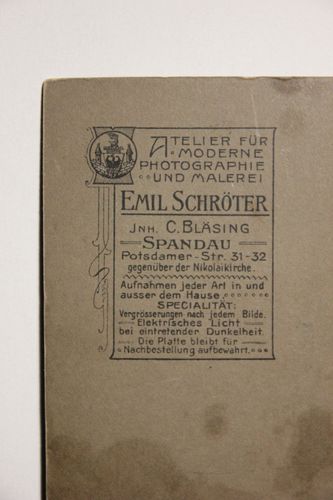 ATELIER FÜR
MODERNE
PHOTOGRAPHIE
UND MALEREI
EMIL SCHRÖTER
JNH. C. BLÄSING
SPANDAU
Potsdamer-Str. 31-32
gegenüber der Nikolaikirche.
Aufnahmen jeder Art in und
ausser dem Hause.
SPECIALITÄT:
Vergrösserungen nach jedem Bilde.
Elektrisches Licht
bei eintretender Dunkelheit.
Die Platte bleibt für
Nachbestellung aufbewahrt.